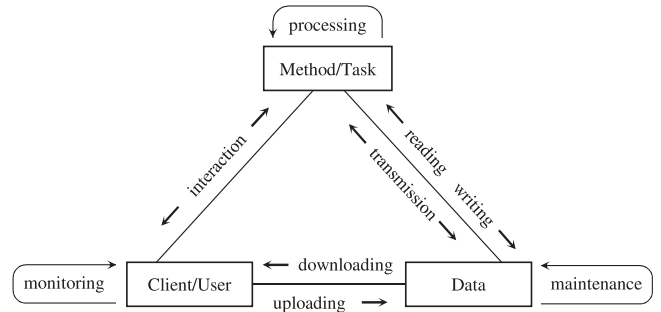 processing
Method/Task
interaction
reading
writing
transmission
downloading
monitoring
Client/User
Data
maintenance
uploading